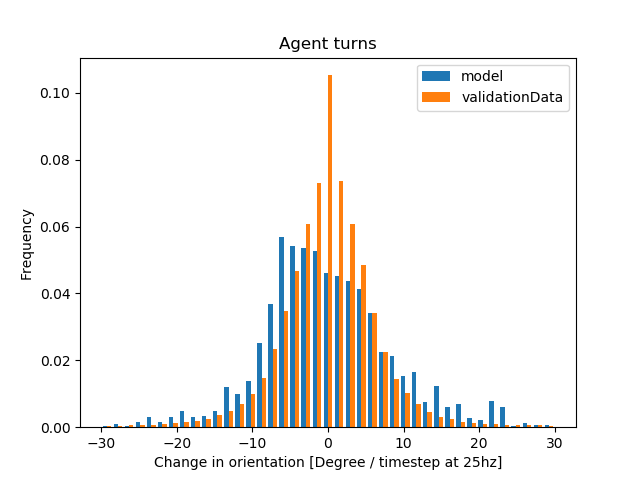 Agent turns
model
validationData
0.10
0.08
0.06
0.04
0.02
0.00
Frequency
−30
−20
−10
0
10
20
30
Change in orientation [Degree / timestep at 25hz]